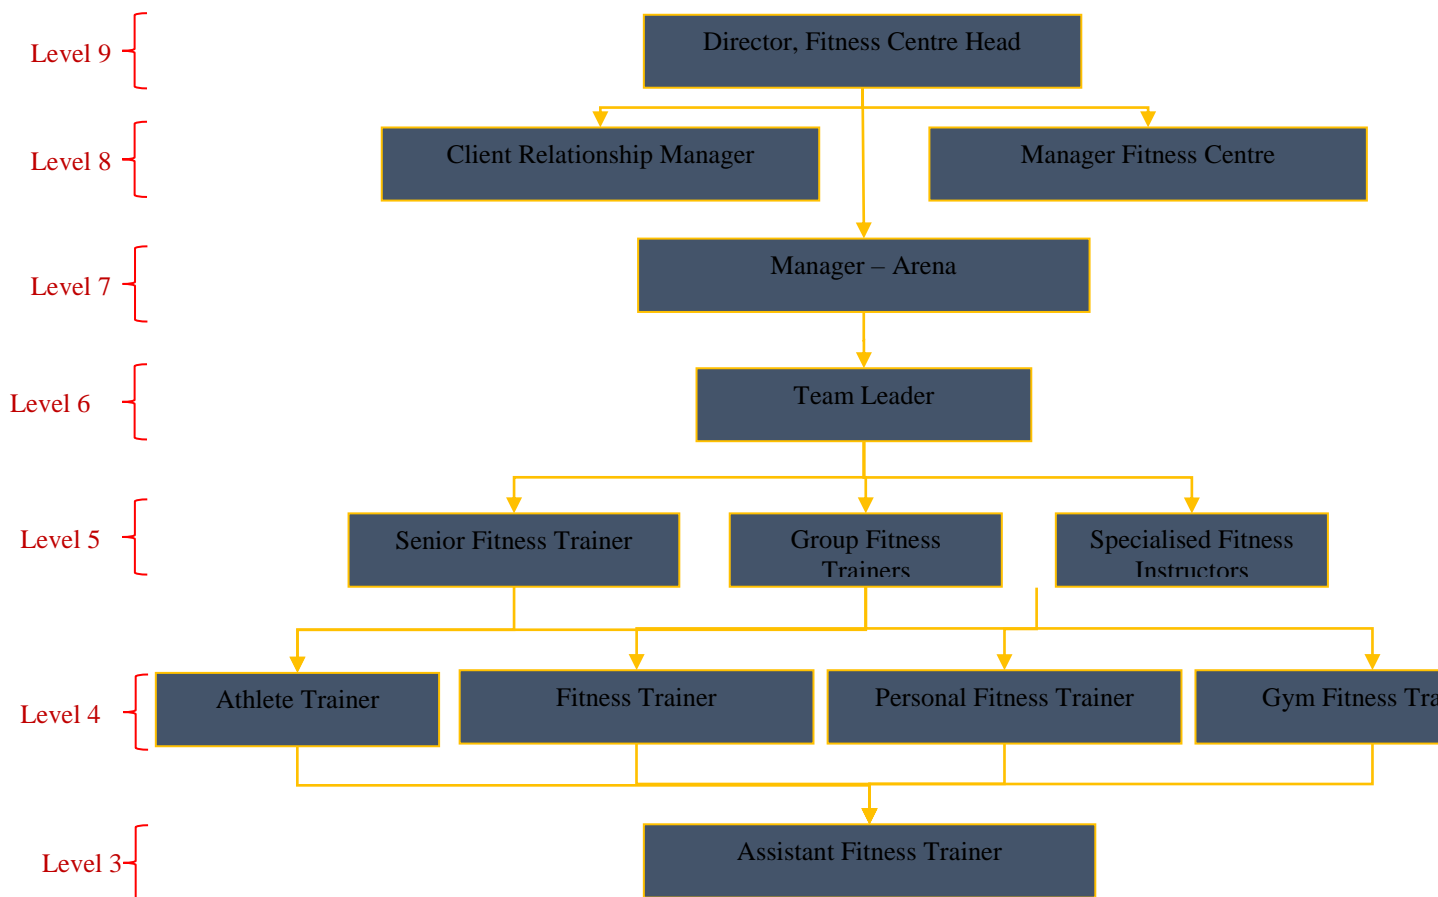 Level 9
Director, Fitness Centre Head
Level 8
Client Relationship Manager
Manager Fitness Centre
Level 7
Manager – Arena
Level 6
Team Leader
Level 5
Senior Fitness Trainer
Group Fitness
Trainers
Specialised Fitness
Instructors
Level 4
Athlete Trainer
Fitness Trainer
Personal Fitness Trainer
Gym Fitness Tra
Level 3
Assistant Fitness Trainer